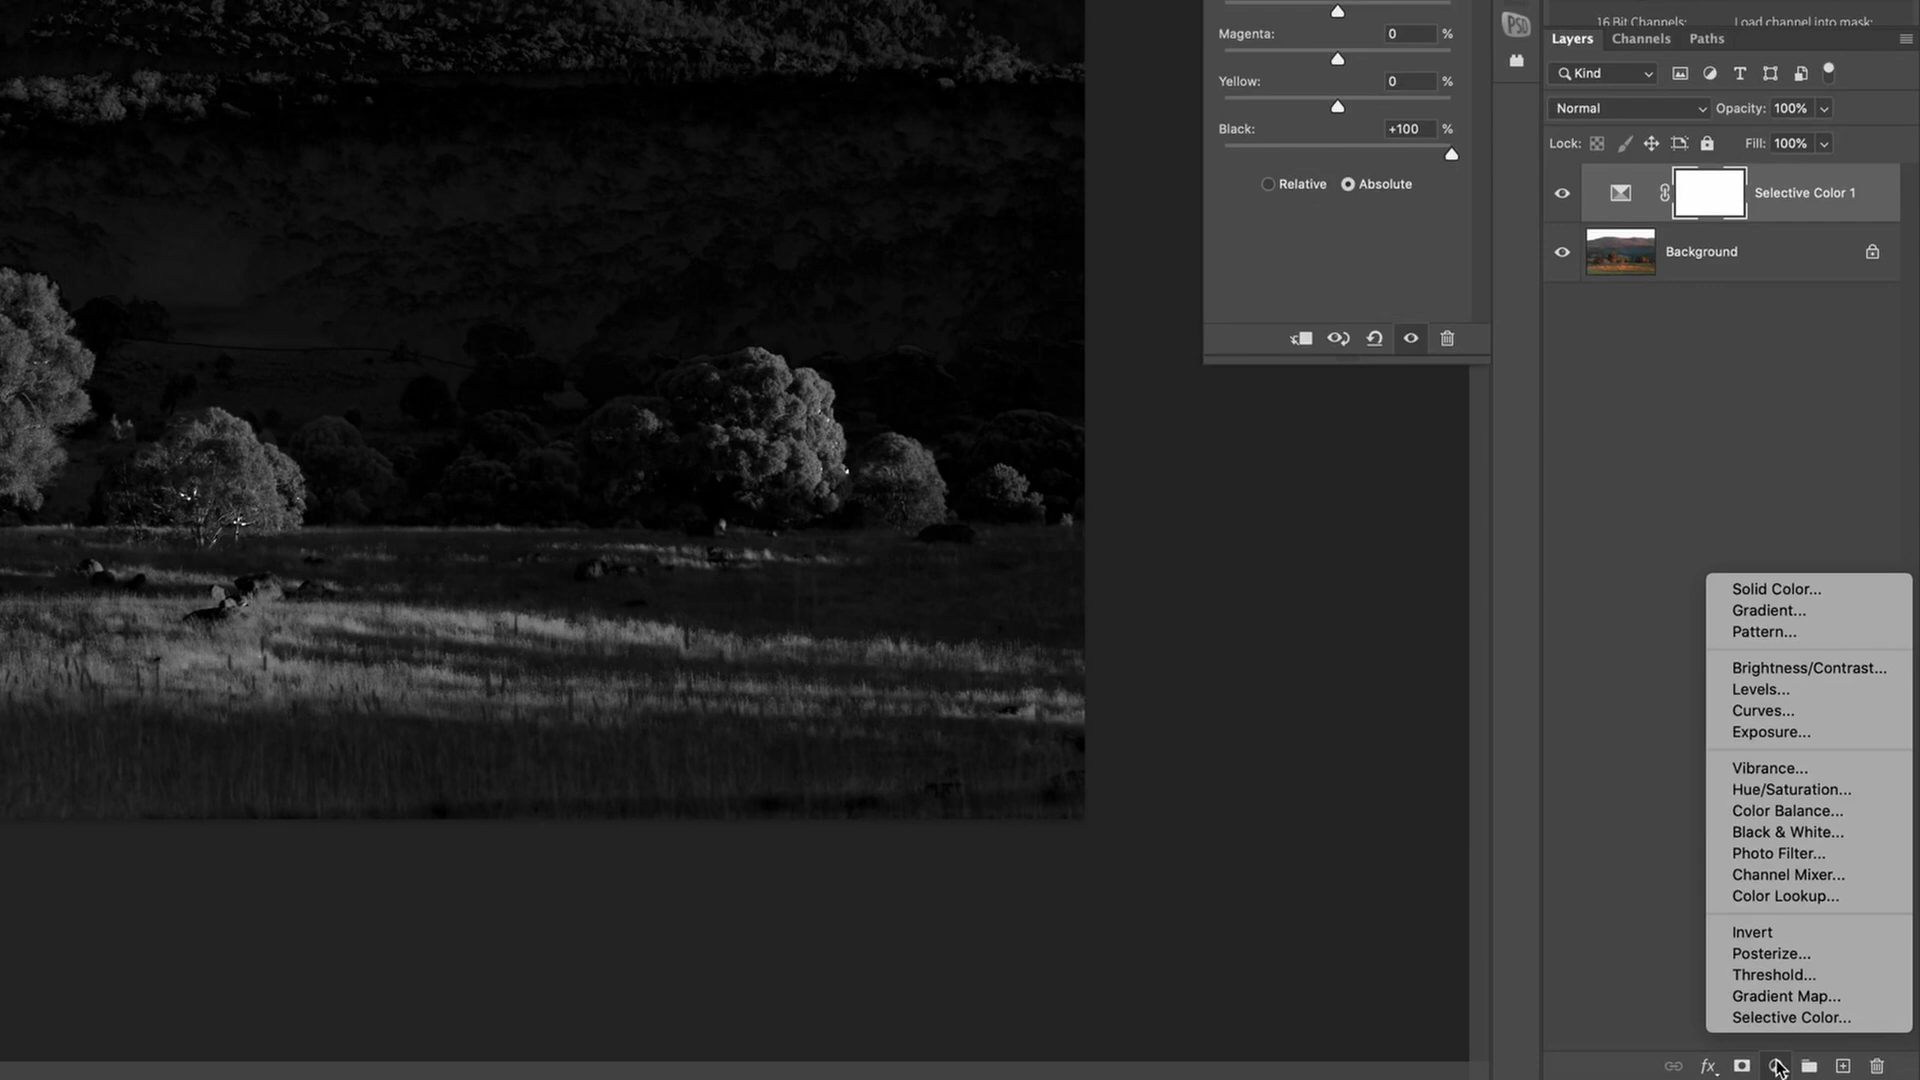 16 Bit Channels:
Load channel into mask:
Layers
Channels
Paths
PSD
Magenta:
0
%
Kind
Yellow:
0
%
Normal
Opacity:
100%
Black:
+100
%
Lock:
Fill:
100%
Relative
Absolute
Selective Color 1
Background
Solid Color...
Gradient...
Pattern...
Brightness/Contrast...
Levels...
Curves...
Exposure...
Vibrance...
Hue/Saturation...
Color Balance...
Black & White...
Photo Filter...
Channel Mixer...
Color Lookup...
Invert
Posterize...
Threshold...
Gradient Map...
Selective Color...
fx